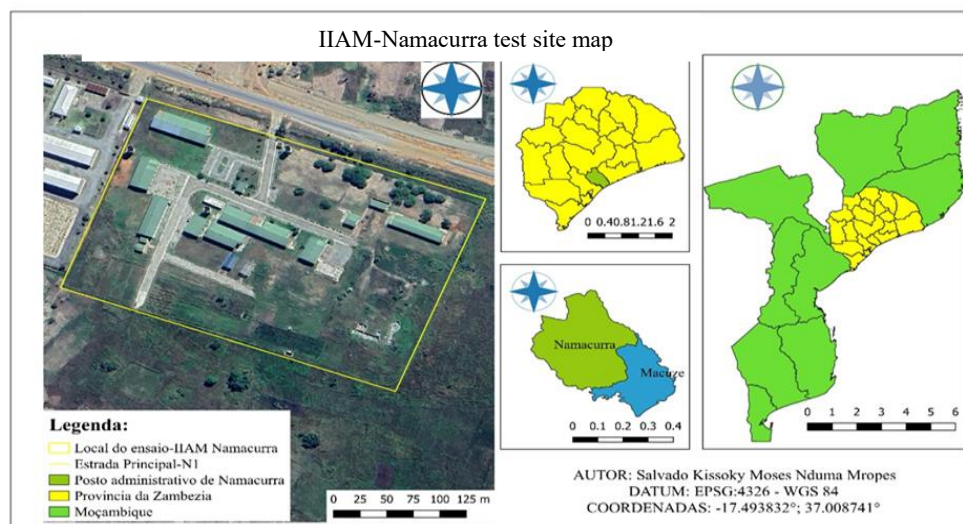 IIAM-Namacurra test site map
0 0.40.81.21.6 2
Namacurra
Macuze
0 0.1 0.2 0.3 0.4
0 1 2 3 4 5 6
Legenda:
Local do ensaio-IIAM Namacurra
Estrada Principal-N1
Posto administrativo de Namacurra
Província da Zambezia
Moçambique
0 25 50 75 100 125 m
AUTOR: Salvado Kissoky Moses Nduma Mropes
DATUM: EPSG:4326 - WGS 84
COORDENADAS: -17.493832°; 37.008741°